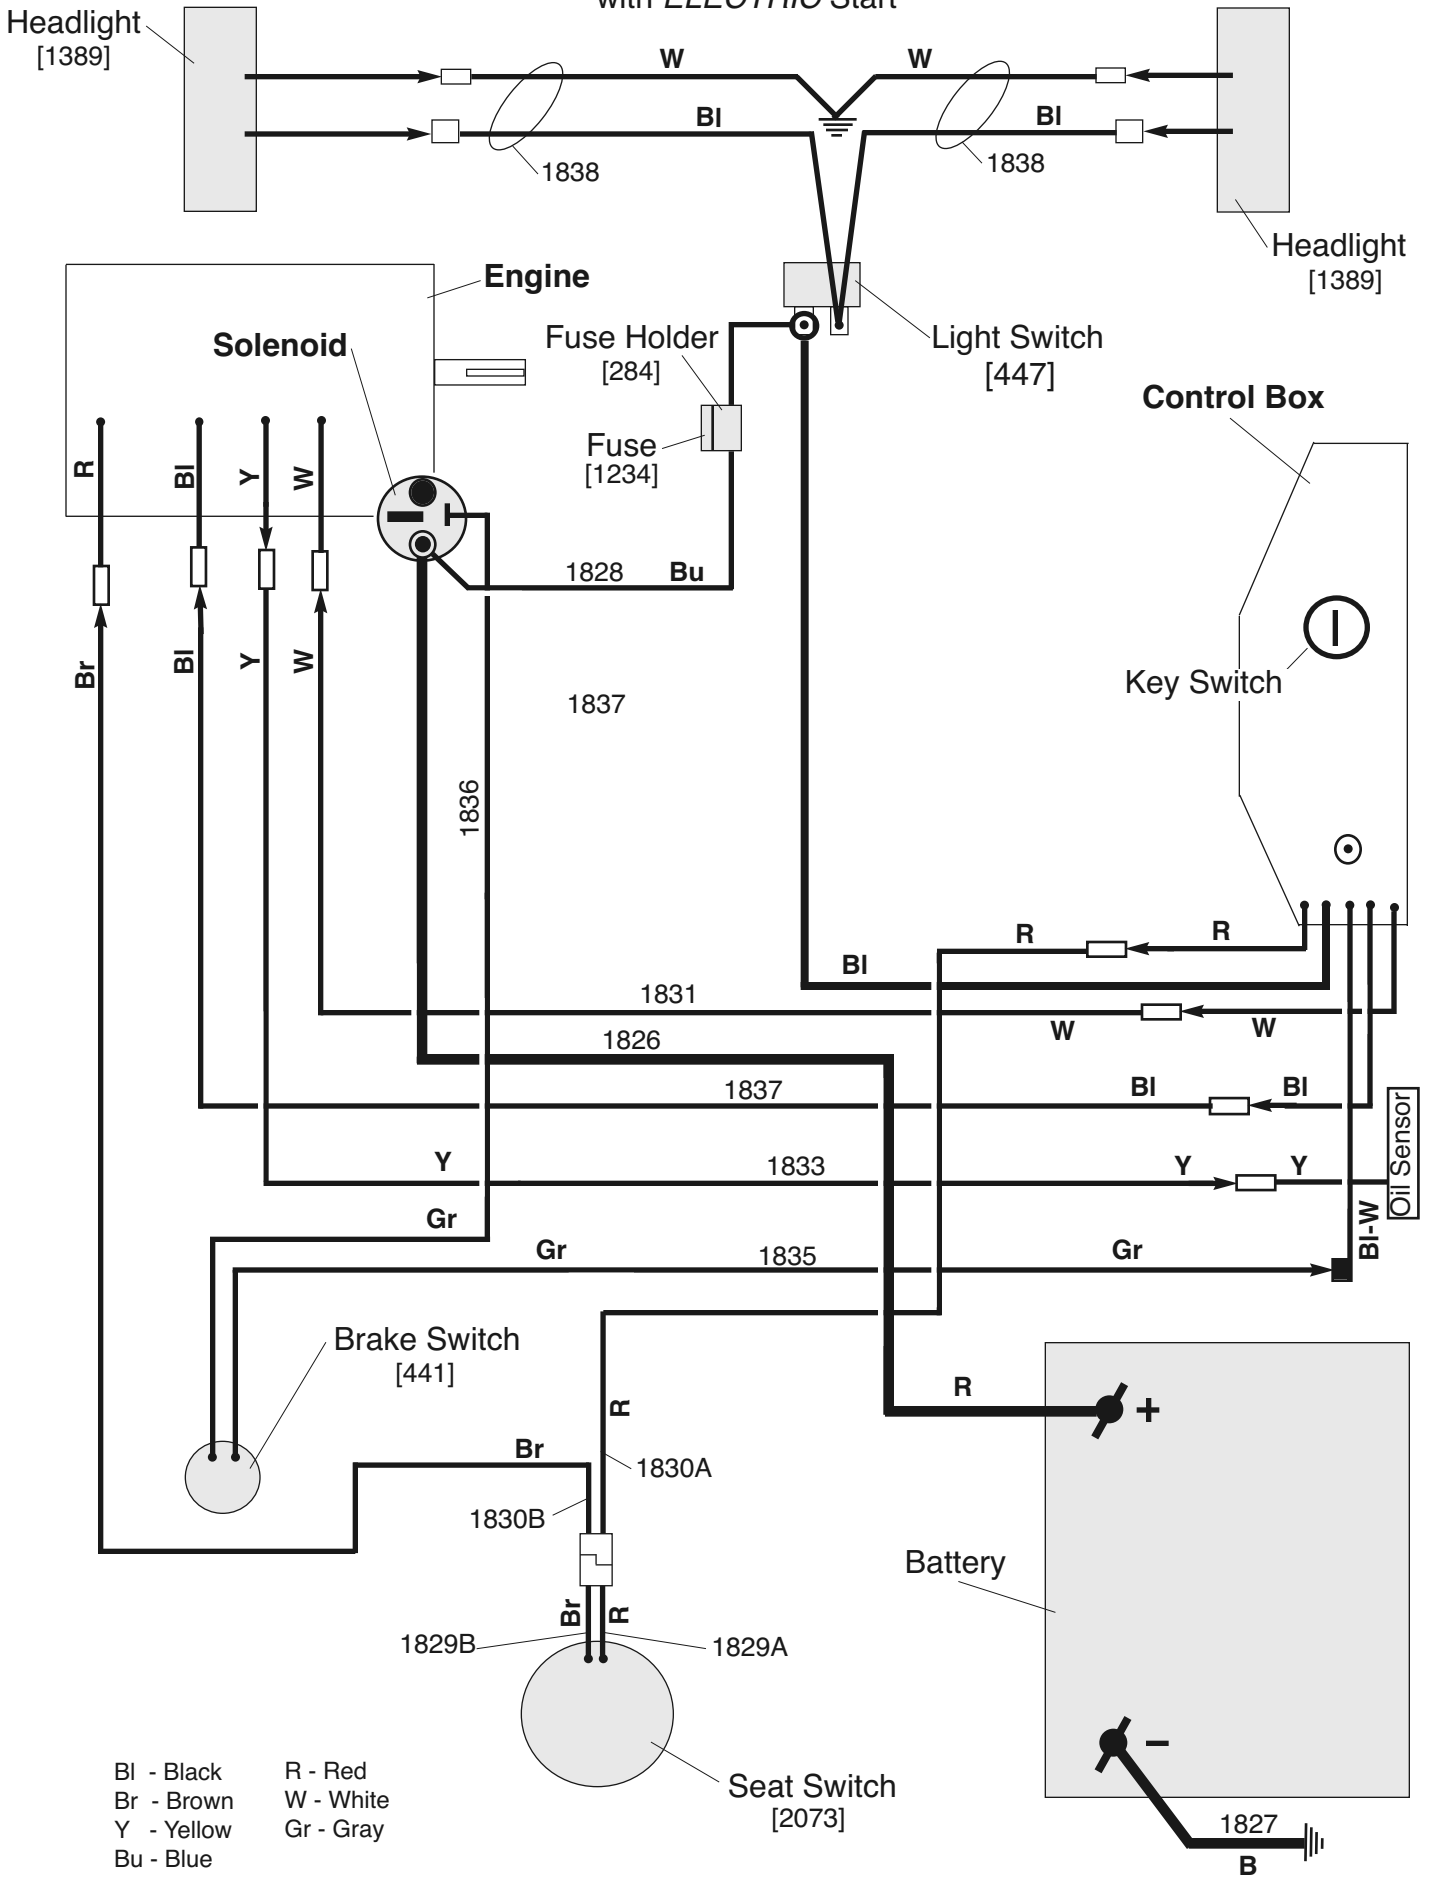 with ELECTRIC Start
Headlight
[1389]
W
W
Bl
Bl
1838
1838
Headlight
[1389]
Engine
Solenoid
Fuse Holder
[284]
Light Switch
[447]
Control Box
Fuse
[1234]
R
Bl
Y
W
1828
Bu
Br
Bl
Y
W
Key Switch
1837
1836
R
R
Bl
1831
W
W
1826
1837
Bl
Bl
Oil Sensor
Y
1833
Y
Y
Gr
Bl-W
Gr
1835
Gr
Brake Switch
[441]
R
+
R
Br
1830A
1830B
Battery
Br
R
1829B
1829A
–
Bl - Black
R - Red
Br - Brown
W - White
Y - Yellow
Gr - Gray
Bu - Blue
Seat Switch
[2073]
1827
B